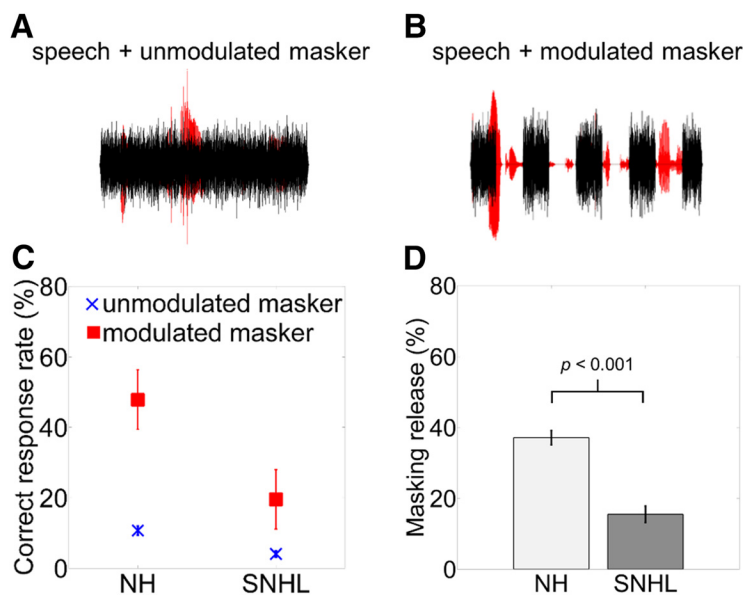 A
speech + unmodulated masker
B
speech + modulated masker
C
Correct response rate (%)
80
60
40
20
0
unmodulated masker
modulated masker
NH
SNHL
D
Masking release (%)
80
60
40
20
0
p < 0.001
NH
SNHL